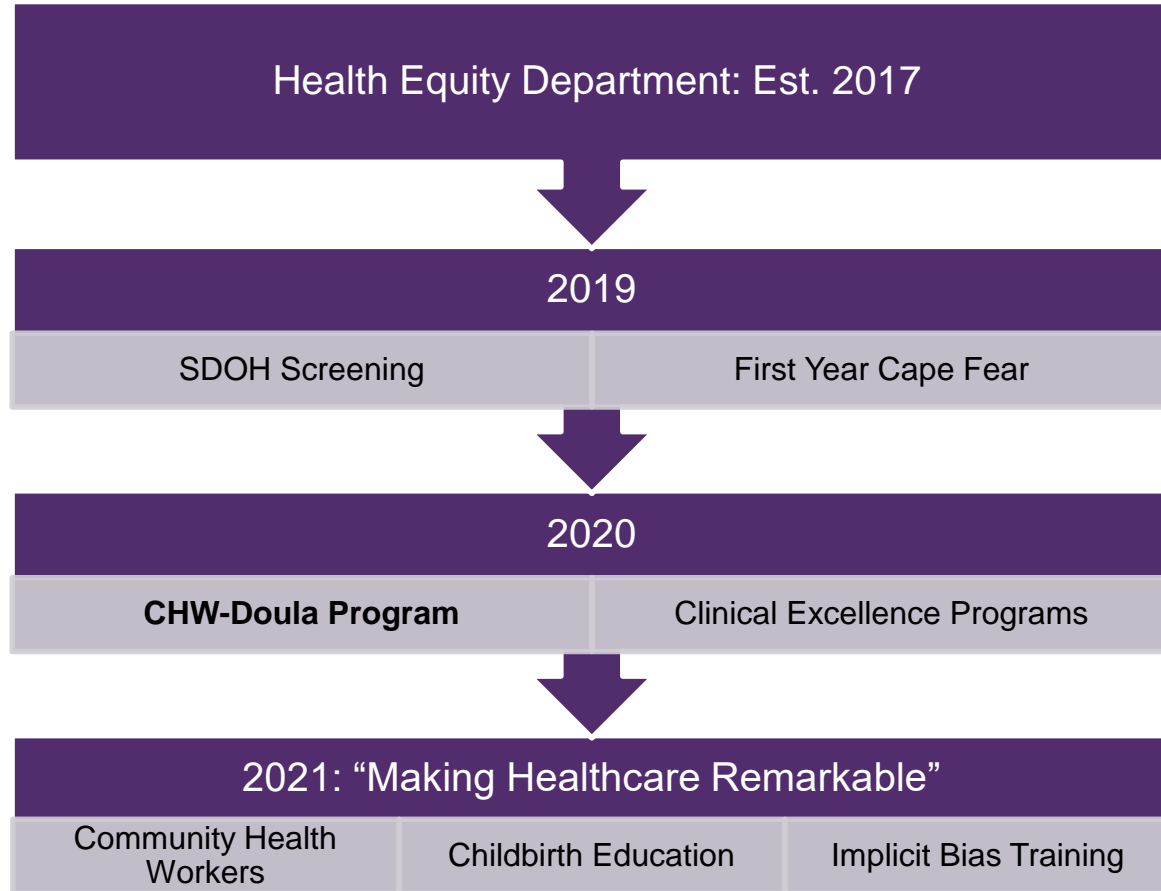 Health Equity Department: Est. 2017
2019
SDOH Screening
First Year Cape Fear
2020
CHW-Doula Program
Clinical Excellence Programs
2021: “Making Healthcare Remarkable”
Community Health
Workers
Childbirth Education
Implicit Bias Training